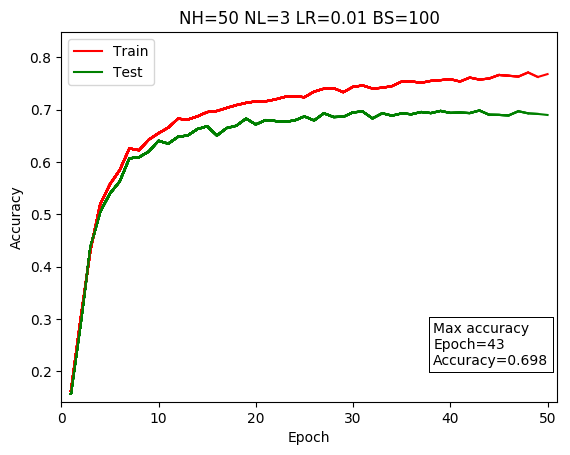 NH=50 NL=3 LR=0.01 BS=100
Train
Test
0.8
0.7
0.6
0.5
0.4
0.3
0.2
Accuracy
Max accuracy
Epoch=43
Accuracy=0.698
0 10 20 30 40 50
Epoch